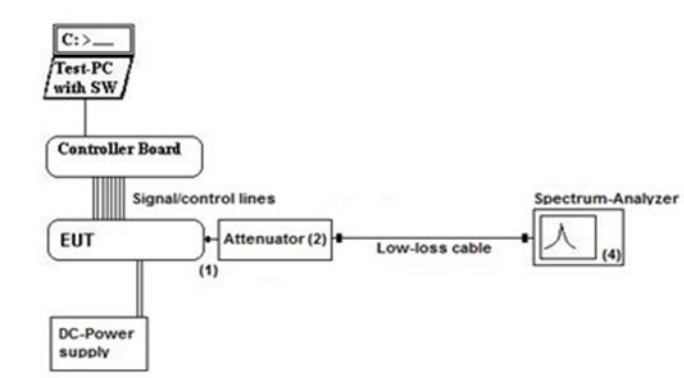 C:>__
Test-PC
with SW
Controller Board
Signal/control lines
Spectrum-Analyzer
EUT
(1)
Attenuator (2)
Low-loss cable
(4)
DC-Power
supply